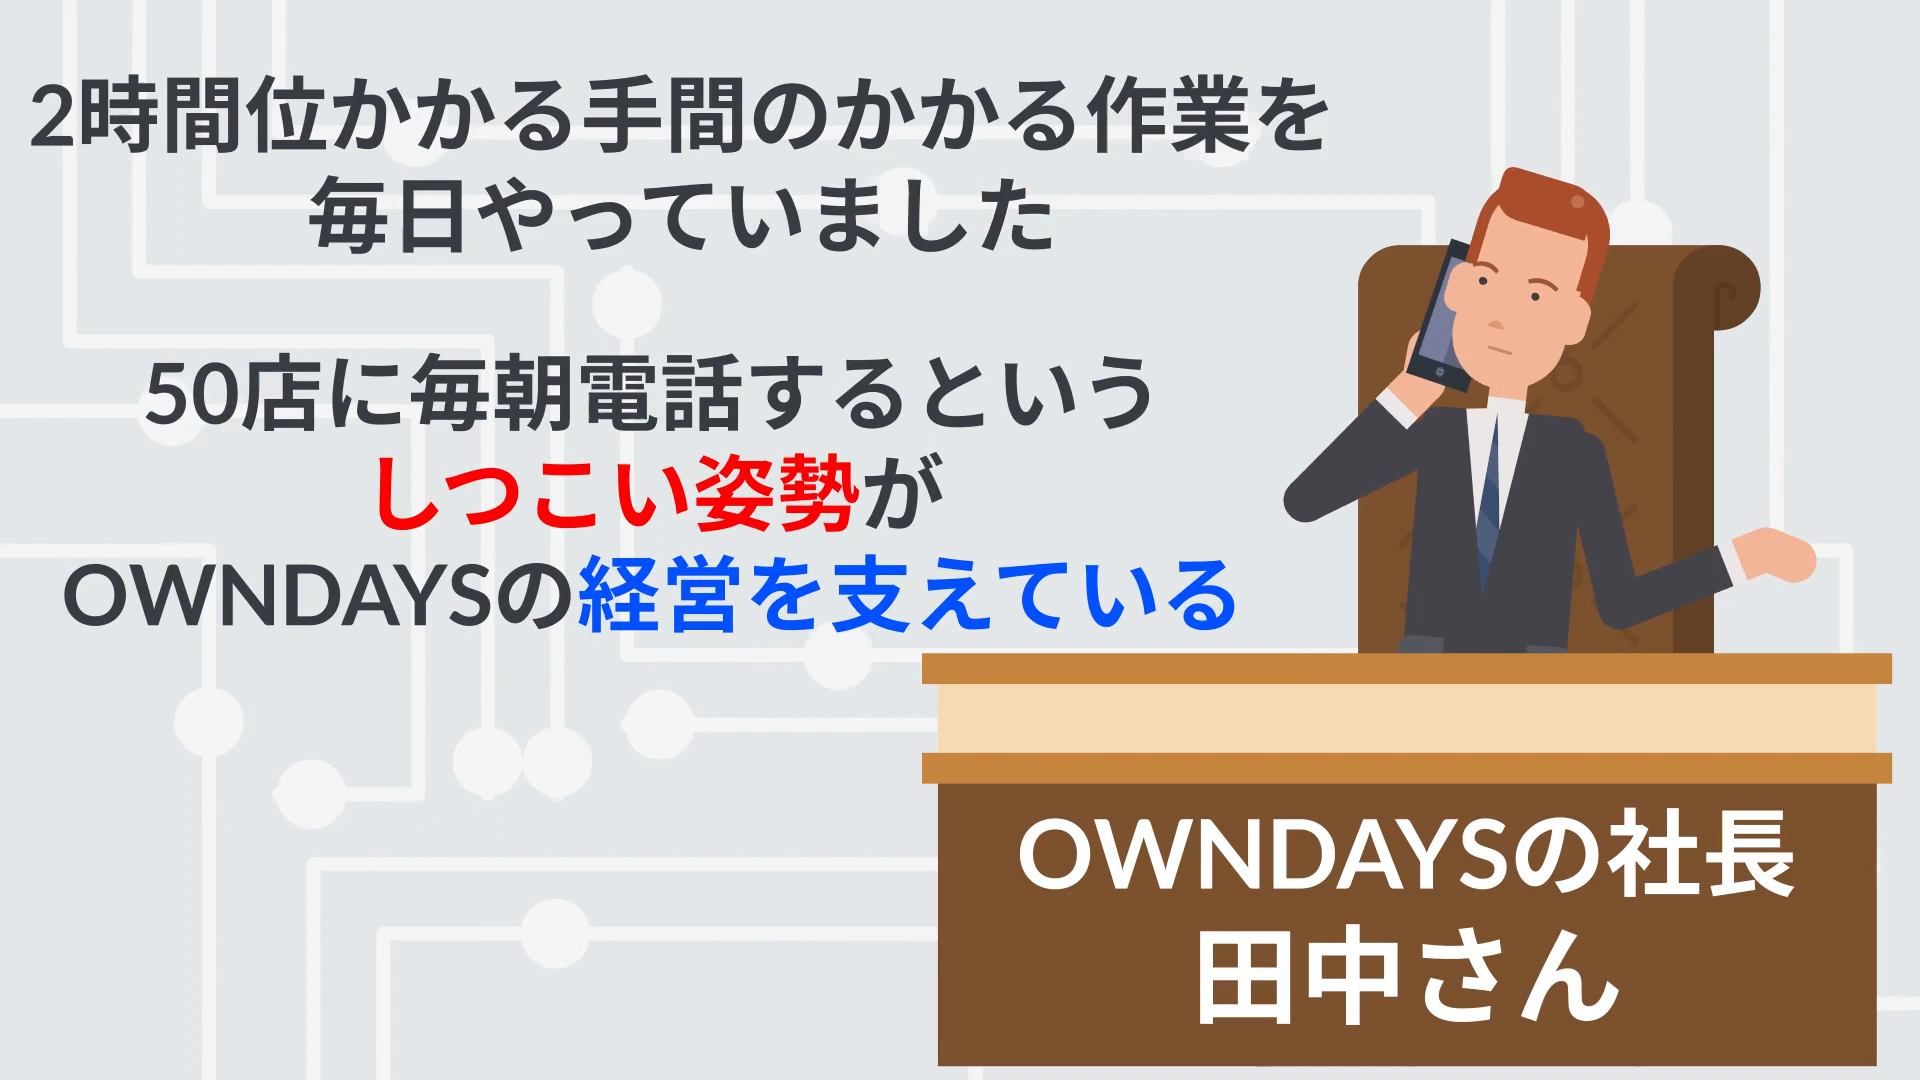 2時間位かかる手間のかかる作業を
毎日やっていました
50店に毎朝電話するという
しつこい姿勢が
OWNDAYSの経営を支えている
OWNDAYSの社長
田中さん